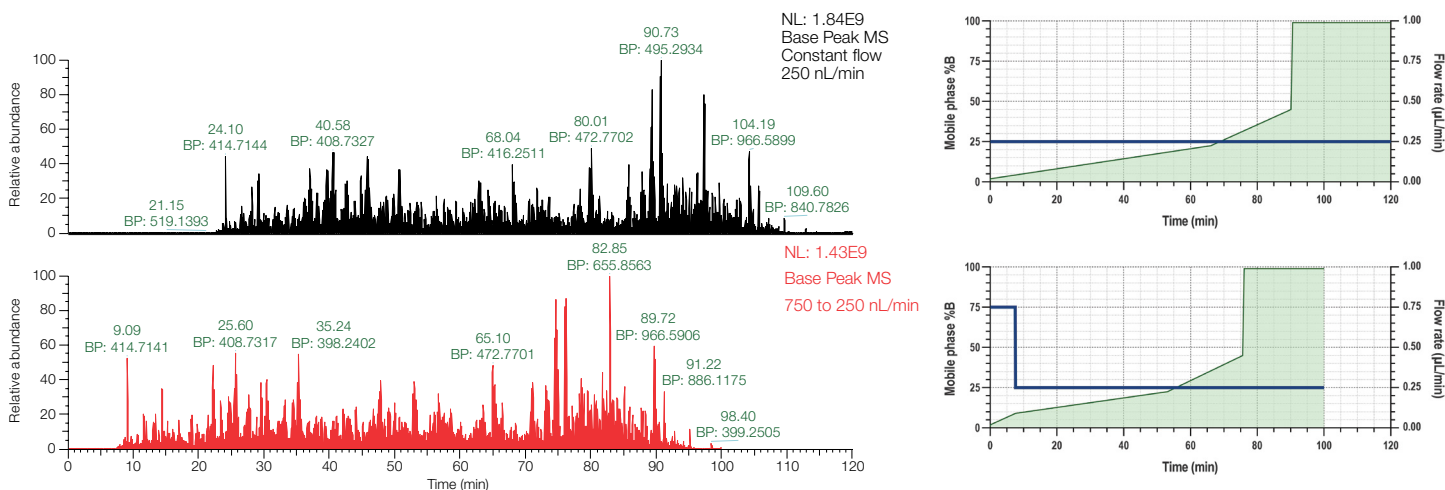 NL: 1.84E9
Base Peak MS
Constant flow
250 nL/min
Relative abundance
100
80
60
40
20
0
21.15
BP: 519.1393
24.10
BP: 414.7144
40.58
BP: 408.7327
68.04
BP: 416.2511
80.01
BP: 472.7702
90.73
BP: 495.2934
104.19
BP: 966.5899
109.60
BP: 840.7826
NL: 1.43E9
Base Peak MS
750 to 250 nL/min
Relative abundance
100
80
60
40
20
0
9.09
BP: 414.7141
25.60
BP: 408.7317
35.24
BP: 398.2402
65.10
BP: 472.7701
82.85
BP: 655.8563
89.72
BP: 966.5906
91.22
BP: 886.1175
98.40
BP: 399.2505
0 10 20 30 40 50 60 70 80 90 100 110 120
Time (min)
Mobile phase %B
100
75
50
25
0
Flow rate (µL/min)
1.00
0.75
0.50
0.25
0.00
0 20 40 60 80 100 120
Time (min)
Mobile phase %B
100
75
50
25
0
Flow rate (µL/min)
1.00
0.75
0.50
0.25
0.00
0 20 40 60 80 100 120
Time (min)